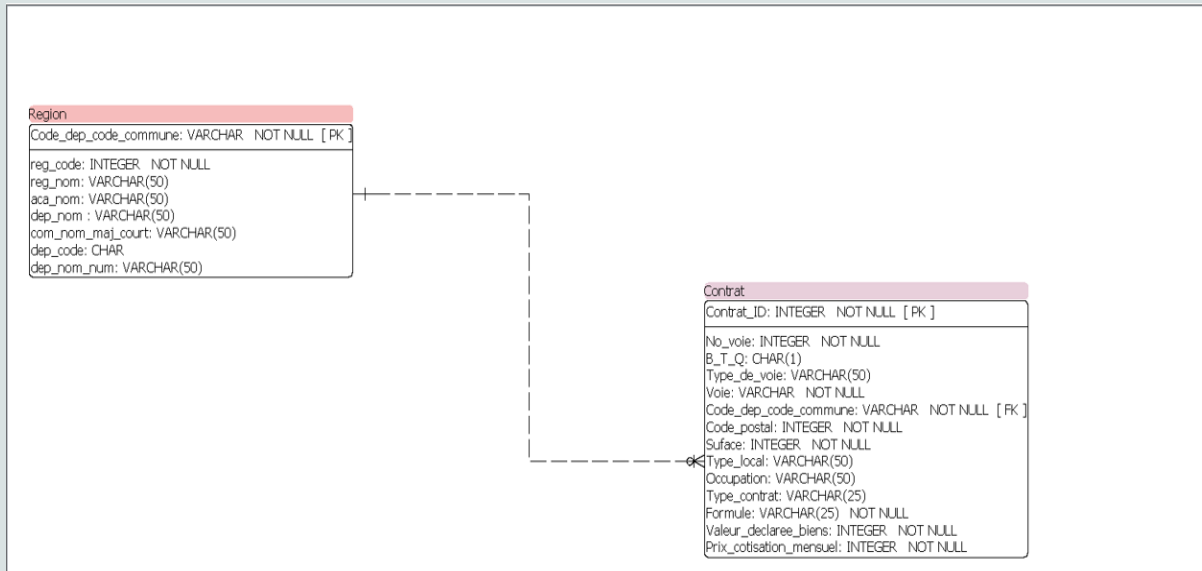 Region
Code_dep_code_commune: VARCHAR NOT NULL [ PK ]
reg_code: INTEGER NOT NULL
reg_nom: VARCHAR(50)
aca_nom: VARCHAR(50)
dep_nom : VARCHAR(50)
com_nom_maj_court: VARCHAR(50)
dep_code: CHAR
dep_nom_num: VARCHAR(50)
Contrat
Contrat_ID: INTEGER NOT NULL [ PK ]
No_voie: INTEGER NOT NULL
B_T_Q: CHAR(1)
Type_de_voie: VARCHAR(50)
Voie: VARCHAR NOT NULL
Code_dep_code_commune: VARCHAR NOT NULL [ FK ]
Code_postal: INTEGER NOT NULL
Suface: INTEGER NOT NULL
Type_local: VARCHAR(50)
Occupation: VARCHAR(50)
Type_contrat: VARCHAR(25)
Formule: VARCHAR(25) NOT NULL
Valeur_declaree_biens: INTEGER NOT NULL
Prix_cotisation_mensuel: INTEGER NOT NULL